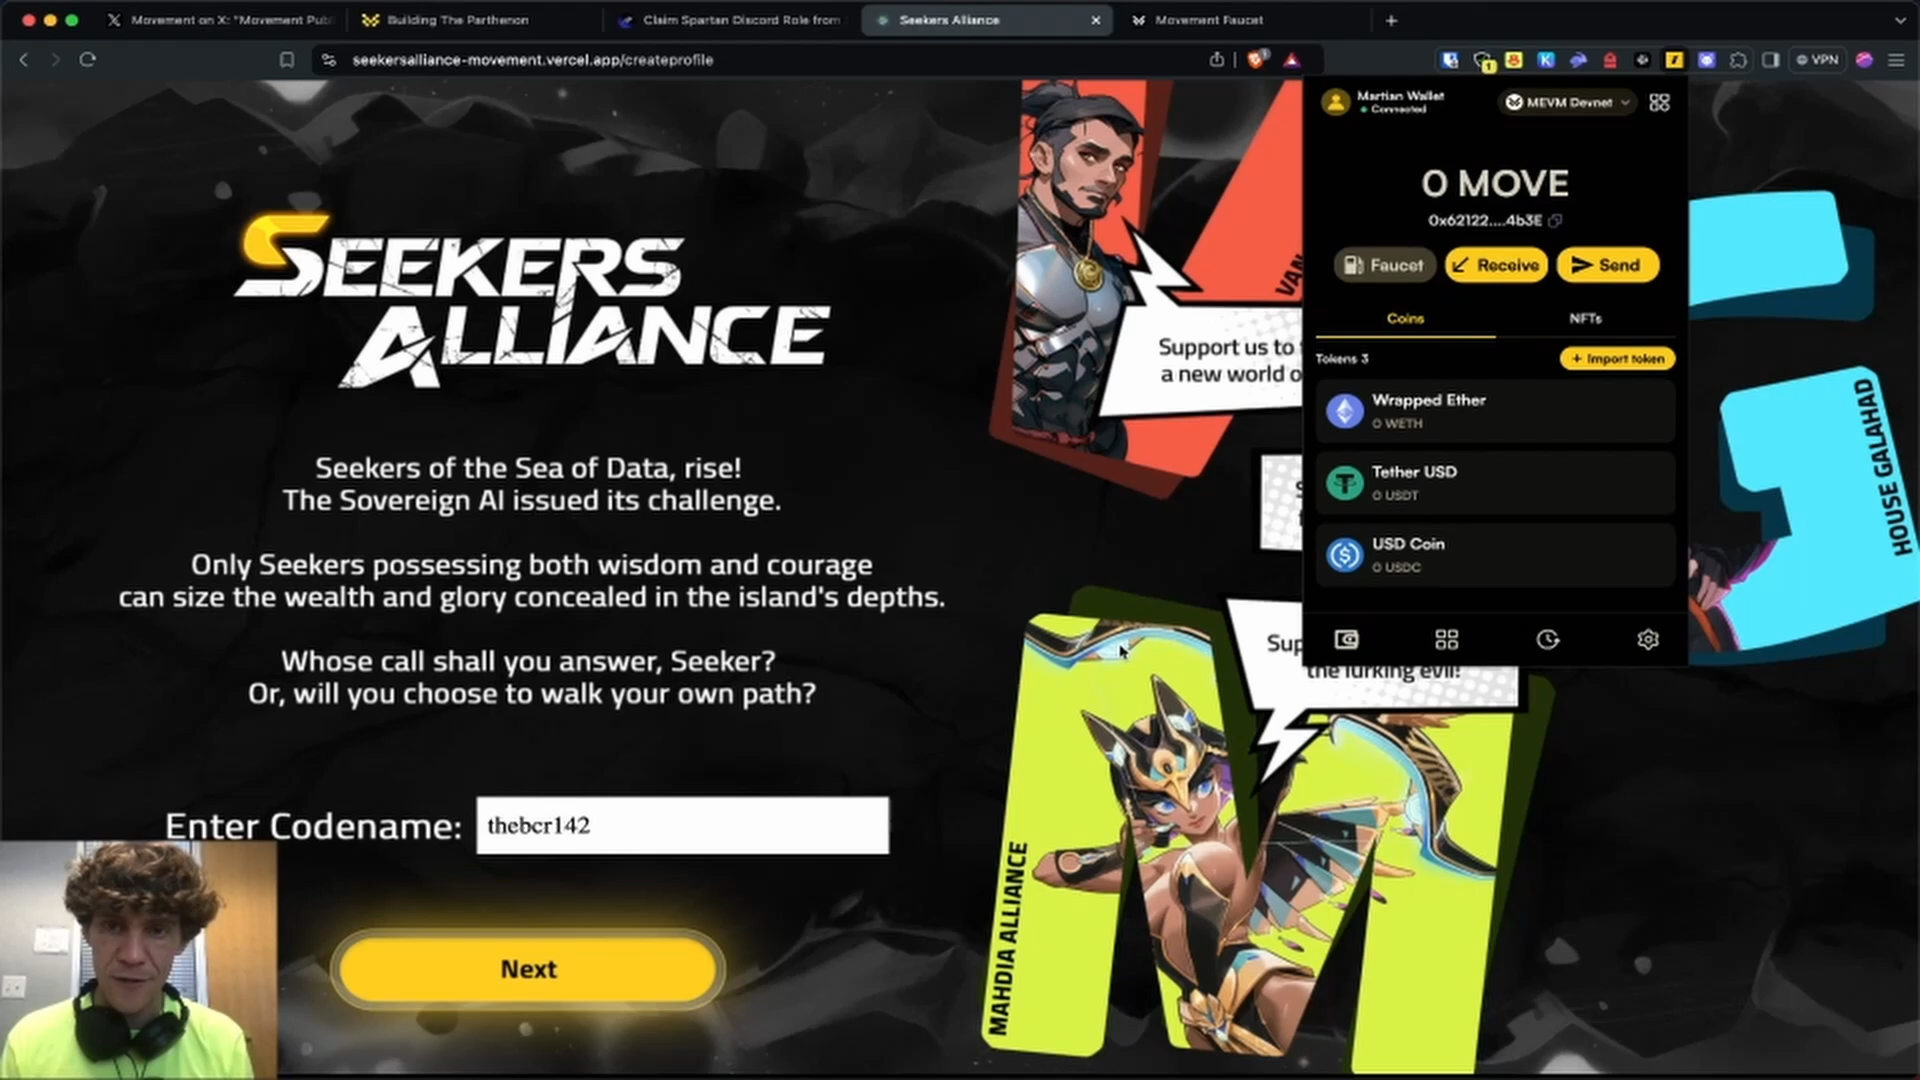 Movement on X: "Movement Pub
Building The Parthenon
Claim Spartan Discord Role from
Seekers Alliance
Movement Faucet
seekersalliance-movement.vercel.app/createprofile
1
1
VPN
SEEKERS
ALLIANCE
Seekers of the Sea of Data, rise!
The Sovereign AI issued its challenge.
Only Seekers possessing both wisdom and courage
can size the wealth and glory concealed in the island's depths.
Whose call shall you answer, Seeker?
Or, will you choose to walk your own path?
Enter Codename:
thebcr142
Next
VAN
Support us to
a new world o
Sup
the lurking evil!
MAHDIA ALLIANCE
HOUSE GALAHAD
Martian Wallet
Connected
MEVM Devnet
0 MOVE
0x62122....4b3E
Faucet
Receive
Send
Coins
NFTs
Tokens 3
+ Import token
Wrapped Ether
0 WETH
Tether USD
0 USDT
USD Coin
0 USDC